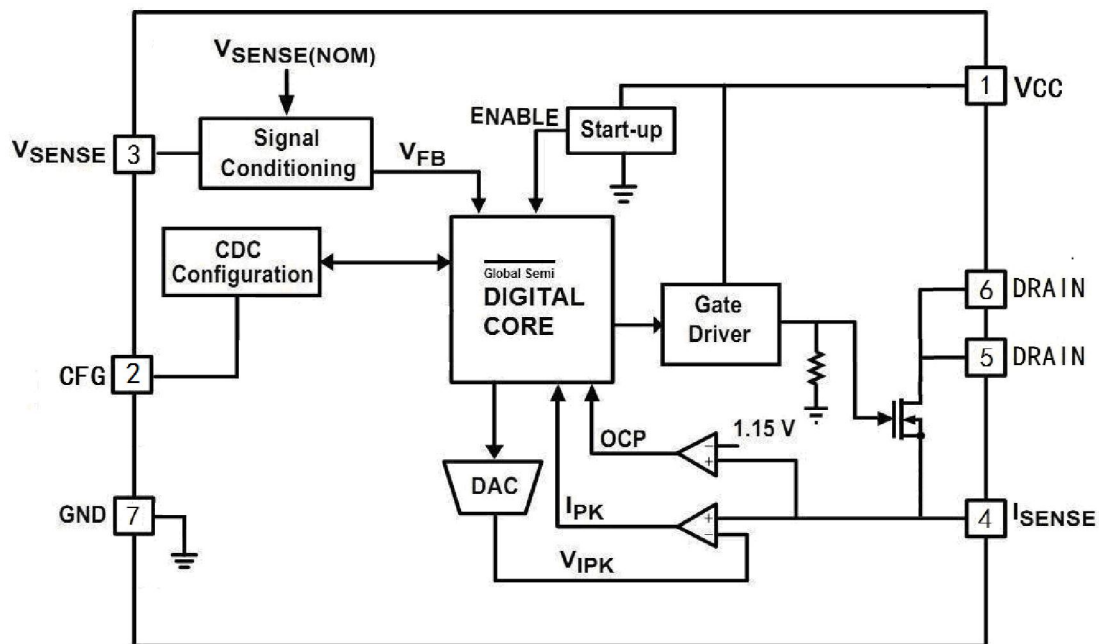 VSENSE(NOM)
1
VCC
ENABLE
Start-up
VSENSE
3
Signal
Conditioning
VFB
CDC
Configuration
Global Semi
DIGITAL
CORE
6
DRAIN
Gate
Driver
5
DRAIN
CFG
2
1.15 V
OCP
−
+
DAC
GND
7
IPK
+
−
4
ISENSE
VIPK